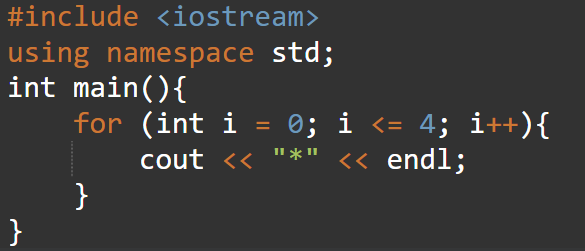 #include <iostream>
using namespace std;
int main(){
    for (int i = 0; i <= 4; i++){
        cout << "*" << endl;
    }
}